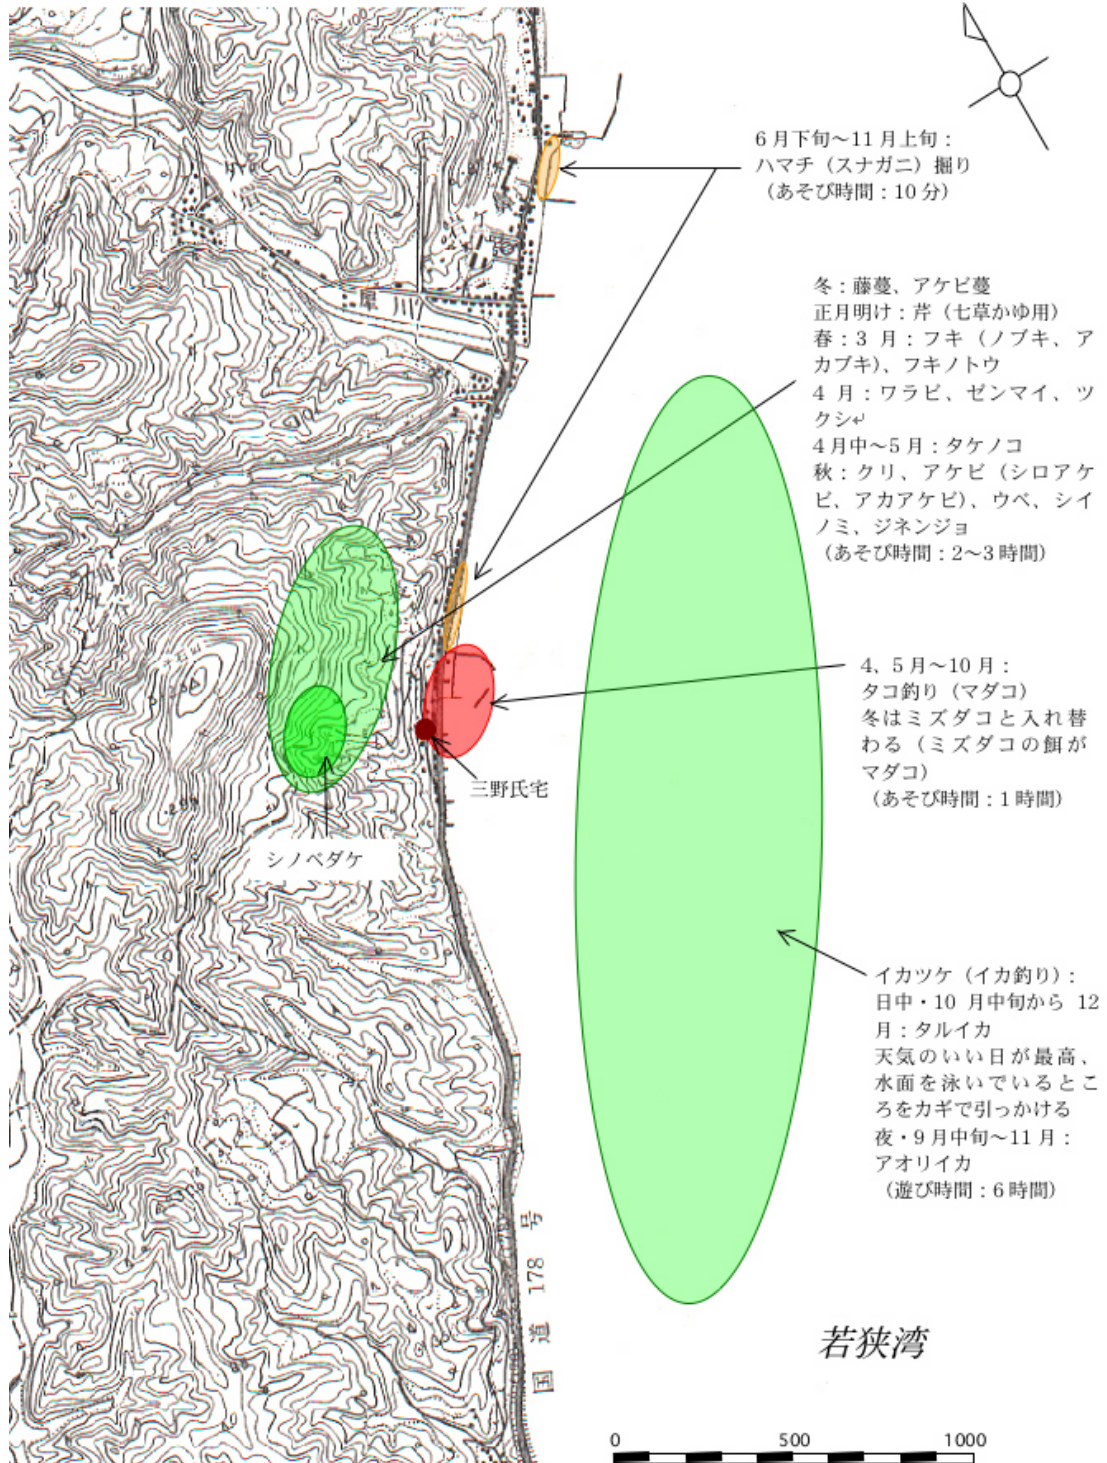 6月下旬～11月上旬：
ハマチ（スナガニ）掘り
（あそび時間：10分）
冬：藤蔓、アケビ蔓
正月明け：芹（七草かゆ用）
春：3 月：フキ（ノブキ、ア
カブキ）、フキノトウ
4 月：ワラビ、ゼンマイ、ツ
クシ↵
4月中～5月：タケノコ
秋：クリ、アケビ（シロアケ
ビ、アカアケビ）、ウベ、シイ
ノミ、ジネンジョ
（あそび時間：2～3時間）
4、5月～10月：
タコ釣り（マダコ）
冬はミズダコと入れ替
わる（ミズダコの餌が
マダコ）
（あそび時間：1時間）
三野氏宅
シノベダケ
イカツケ（イカ釣り）：
日中・10 月中旬から 12
月：タルイカ
天気のいい日が最高、
水面を泳いでいるとこ
ろをカギで引っかける
夜・9月中旬～11月：
アオリイカ
（遊び時間：6時間）
国道178号
若狭湾
0 500 1000